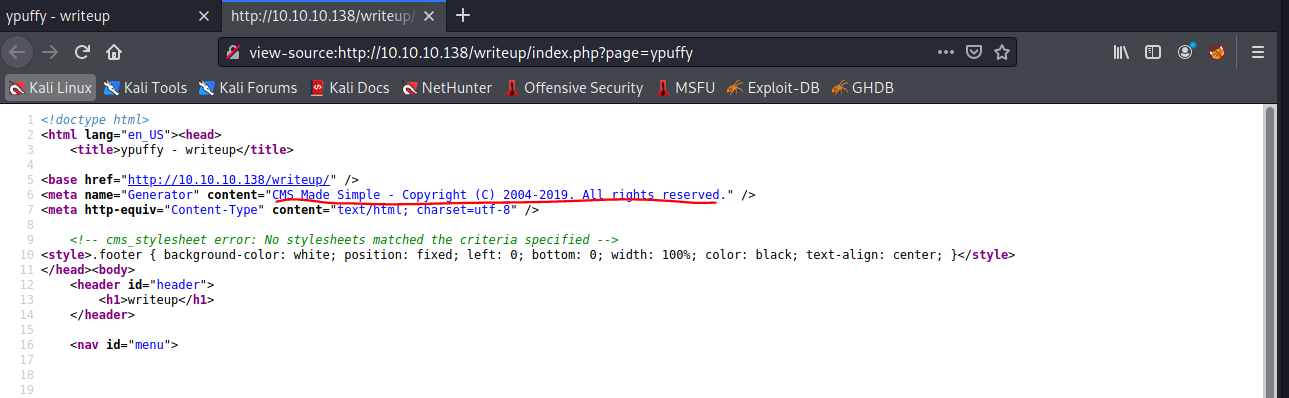 ypuffy - writeup
http://10.10.10.138/writeup/
view-source:http://10.10.10.138/writeup/index.php?page=ypuffy
Kali Linux Kali Tools Kali Forums Kali Docs NetHunter Offensive Security MSFU Exploit-DB GHDB
1 <!doctype html>
2 <html lang="en_US"><head>
3 <title>ypuffy - writeup</title>
4
5 <base href="http://10.10.10.138/writeup/" />
6 <meta name="Generator" content="CMS Made Simple - Copyright (C) 2004-2019. All rights reserved." />
7 <meta http-equiv="Content-Type" content="text/html; charset=utf-8" />
8
9 <!-- cms_stylesheet error: No stylesheets matched the criteria specified -->
10 <style>.footer { background-color: white; position: fixed; left: 0; bottom: 0; width: 100%; color: black; text-align: center; }</style>
11 </head><body>
12 <header id="header">
13 <h1>writeup</h1>
14 </header>
15
16 <nav id="menu">
17
18
19